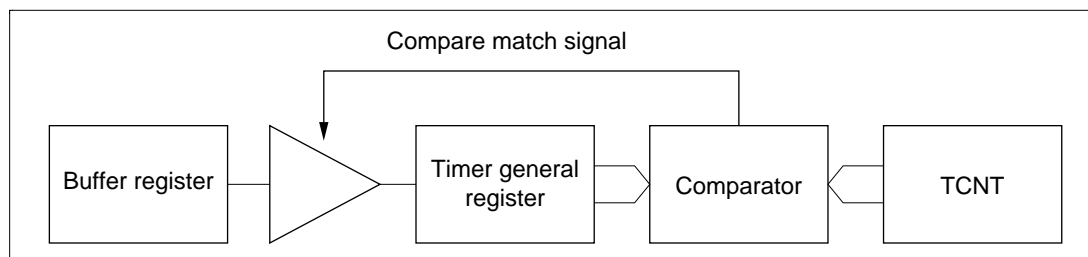 Compare match signal
Buffer register
Timer general
register
Comparator
TCNT